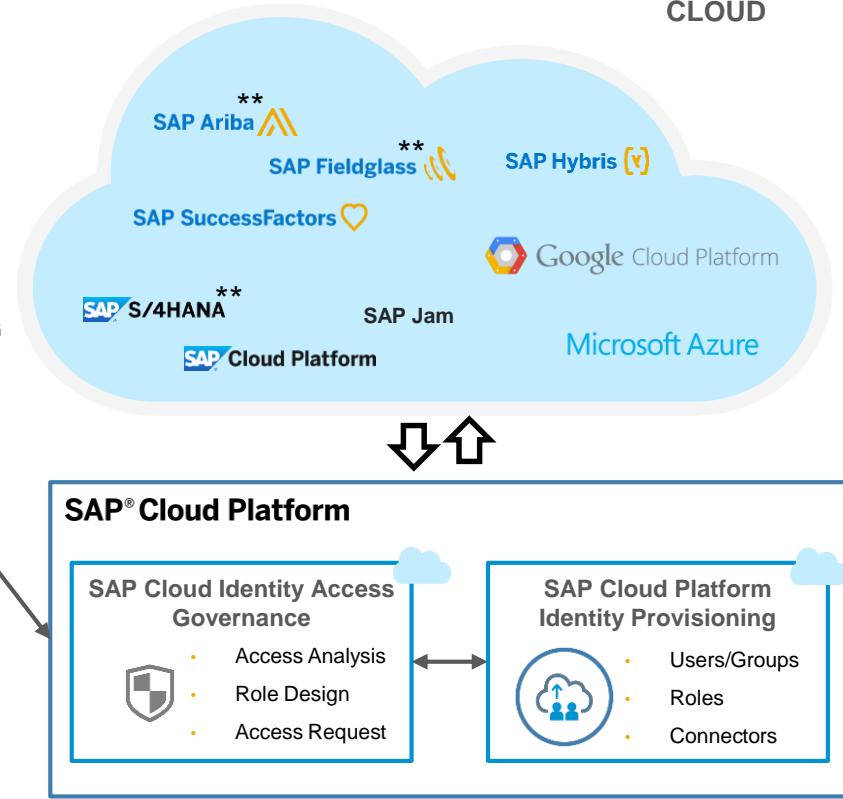 CLOUD
**
SAP Ariba
**
SAP Fieldglass
SAP Hybris
SAP SuccessFactors
Google Cloud Platform
**
SAP S/4HANA
SAP Jam
Microsoft Azure
SAP Cloud Platform
SAP® Cloud Platform
SAP Cloud Identity Access
Governance
• Access Analysis
• Role Design
• Access Request
SAP Cloud Platform
Identity Provisioning
• Users/Groups
• Roles
• Connectors